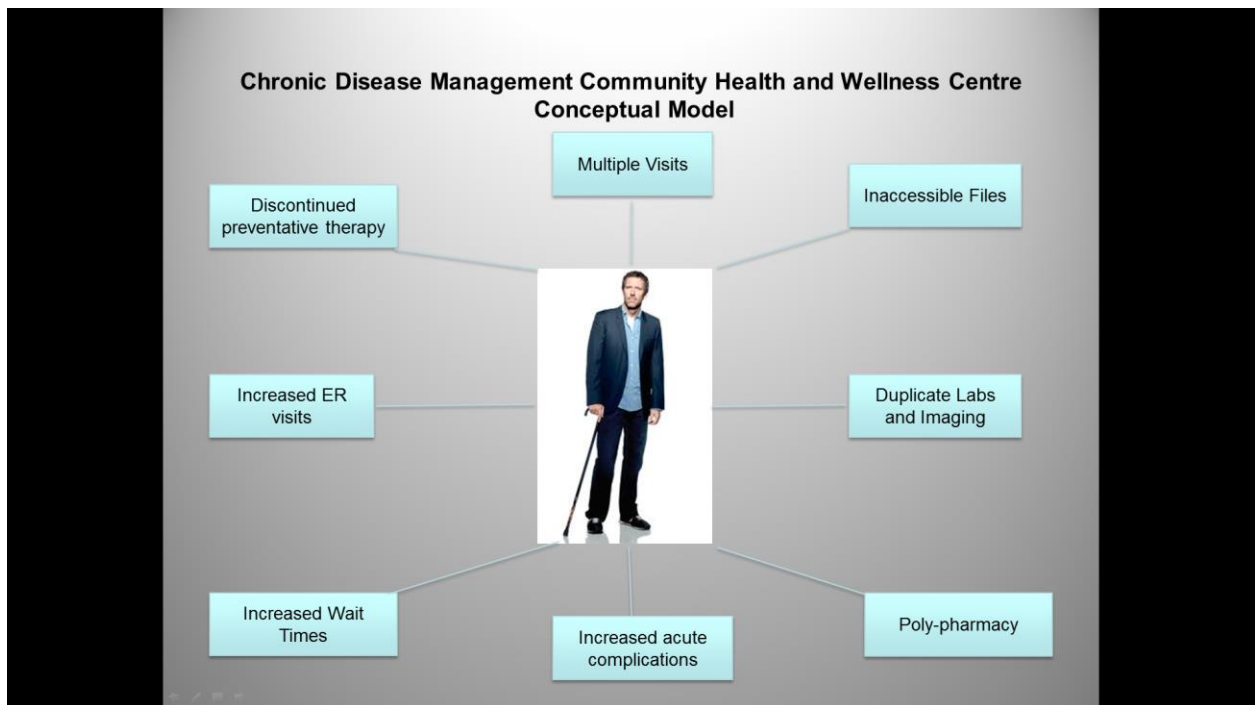 Chronic Disease Management Community Health and Wellness Centre
Conceptual Model
Multiple Visits
Discontinued
preventative therapy
Inaccessible Files
Increased ER
visits
Duplicate Labs
and Imaging
Increased Wait
Times
Increased acute
complications
Poly-pharmacy